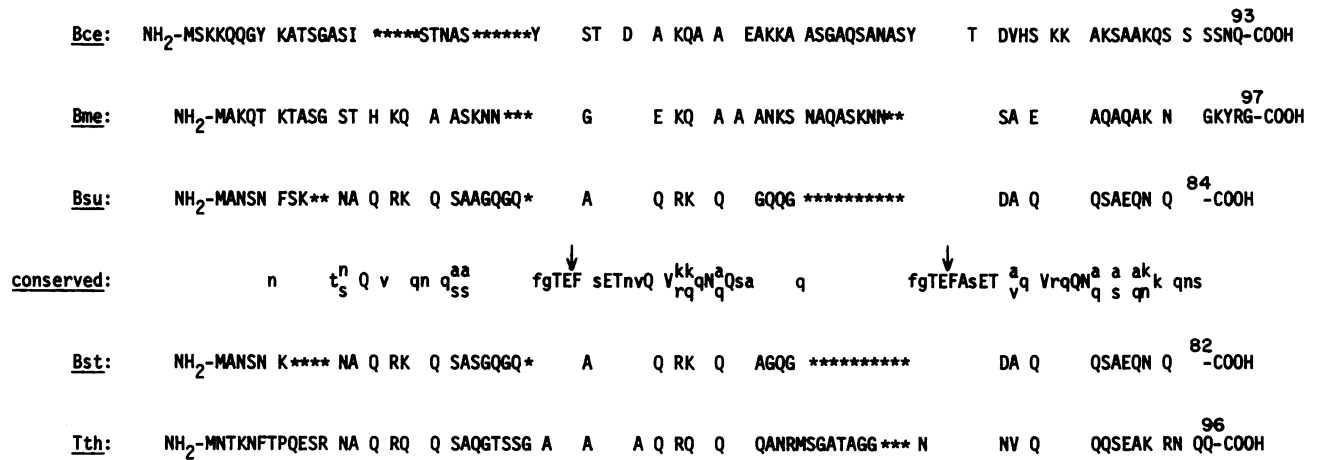 93
Bce: NH2-MSKKQQGY KATSGASI *****STNAS******Y ST D A KQA A EAKKA ASGAQSANASY T DVHS KK AKSAAKQS S SSNQ-COOH
97
Bme: NH2-MAKQT KTASG ST H KQ A ASKNN*** G E KQ A A ANKS NAQASKNN** SA E AQAQAK N GKYRG-COOH
84
Bsu: NH2-MANSN FSK** NA Q RK Q SAAGQGQ* A Q RK Q GQQG ********** DA Q QSAEQN Q -COOH
↓ ↓
n a a kk a a a ak
conserved: n t Q v qn q fgTEF sETnvQ V qN Qsa q fgTEFAsET q VrqQN k qns
s ss rq q v q s qn
82
Bst: NH2-MANSN K**** NA Q RK Q SASGQGQ* A Q RK Q AGQG ********** DA Q QSAEQN Q -COOH
96
Tth: NH2-MNTKNFTPQESR NA Q RQ Q SAQGTSSG A A A Q RQ Q QANRMSGATAGG*** N NV Q QQSEAK RN QQ-COOH